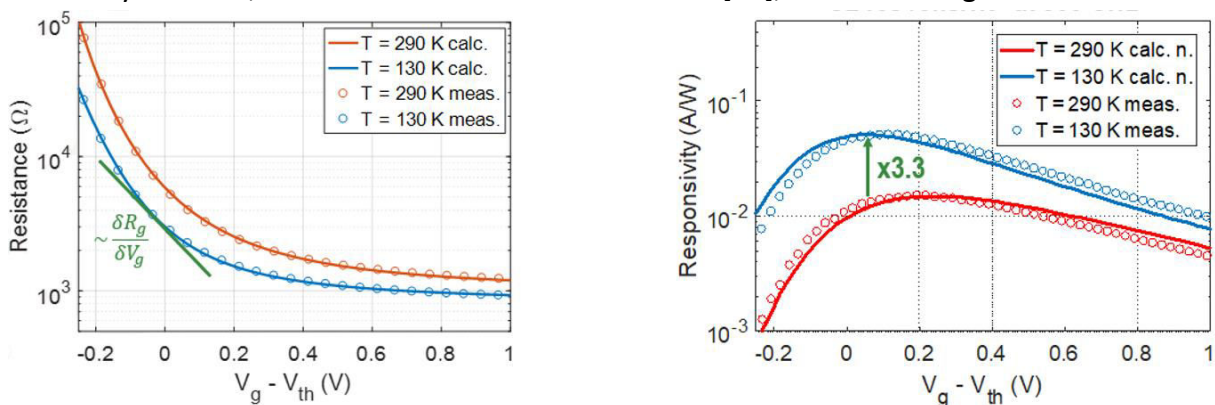 10^5
10^4
10^3
Resistance (Ω)
T = 290 K calc.
T = 130 K calc.
T = 290 K meas.
T = 130 K meas.
~ δR_g / δV_g
-0.2 0 0.2 0.4 0.6 0.8 1
V_g - V_th (V)
10^-1
10^-2
10^-3
Responsivity (A/W)
T = 290 K calc. n.
T = 130 K calc. n.
T = 290 K meas.
T = 130 K meas.
x3.3
-0.2 0 0.2 0.4 0.6 0.8 1
V_g - V_th (V)